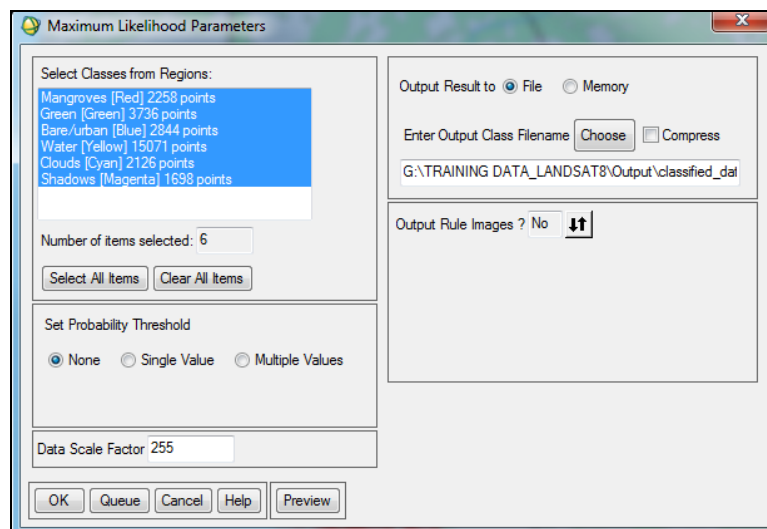 Maximum Likelihood Parameters
Select Classes from Regions:
Mangroves [Red] 2258 points
Green [Green] 3736 points
Bare/urban [Blue] 2844 points
Water [Yellow] 15071 points
Clouds [Cyan] 2126 points
Shadows [Magenta] 1698 points
Number of items selected: 6
Select All Items Clear All Items
Set Probability Threshold
None Single Value Multiple Values
Data Scale Factor 255
OK Queue Cancel Help Preview
Output Result to File Memory
Enter Output Class Filename Choose Compress
G:\TRAINING DATA_LANDSAT8\Output\classified_dat
Output Rule Images ? No